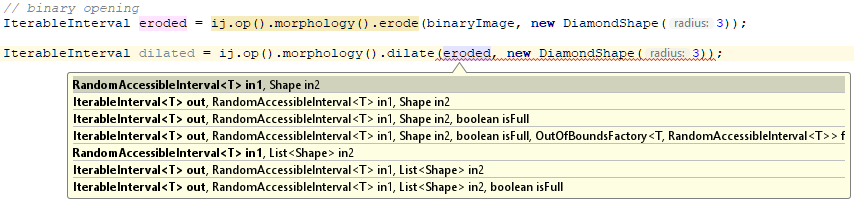 // binary opening
IterableInterval eroded = ij.op().morphology().erode(binaryImage, new DiamondShape( radius: 3));
IterableInterval dilated = ij.op().morphology().dilate(eroded, new DiamondShape( radius: 3));
RandomAccessibleInterval<T> in1, Shape in2
IterableInterval<T> out, RandomAccessibleInterval<T> in1, Shape in2
IterableInterval<T> out, RandomAccessibleInterval<T> in1, Shape in2, boolean isFull
IterableInterval<T> out, RandomAccessibleInterval<T> in1, Shape in2, boolean isFull, OutOfBoundsFactory<T, RandomAccessibleInterval<T>> f
RandomAccessibleInterval<T> in1, List<Shape> in2
IterableInterval<T> out, RandomAccessibleInterval<T> in1, List<Shape> in2
IterableInterval<T> out, RandomAccessibleInterval<T> in1, List<Shape> in2, boolean isFull